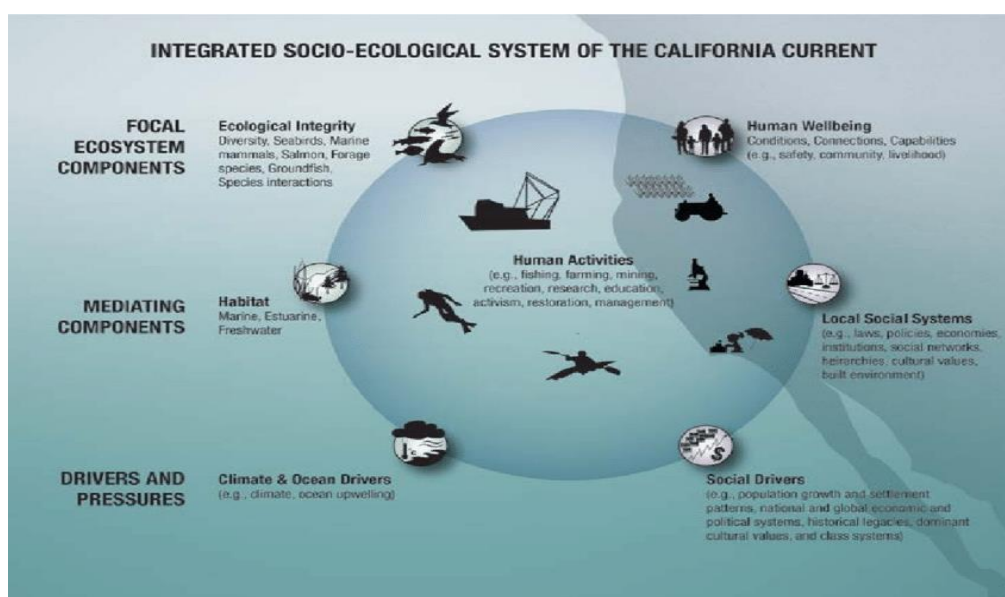 INTEGRATED SOCIO-ECOLOGICAL SYSTEM OF THE CALIFORNIA CURRENT
FOCAL
ECOSYSTEM
COMPONENTS
Ecological Integrity
Diversity, Seabirds, Marine
mammals, Salmon, Forage
species, Groundfish,
Species interactions
Human Wellbeing
Conditions, Connections, Capabilities
(e.g., safety, community, livelihood)
Human Activities
(e.g., fishing, farming, mining,
recreation, research, education,
activism, restoration, management)
MEDIATING
COMPONENTS
Habitat
Marine, Estuarine,
Freshwater
Local Social Systems
(e.g., laws, policies, economies,
institutions, social networks,
heirarchies, cultural values,
built environment)
DRIVERS AND
PRESSURES
Climate & Ocean Drivers
(e.g., climate, ocean upwelling)
$
Social Drivers
(e.g., population growth and settlement
patterns, national and global economic and
political systems, historical legacies, dominant
cultural values, and class systems)